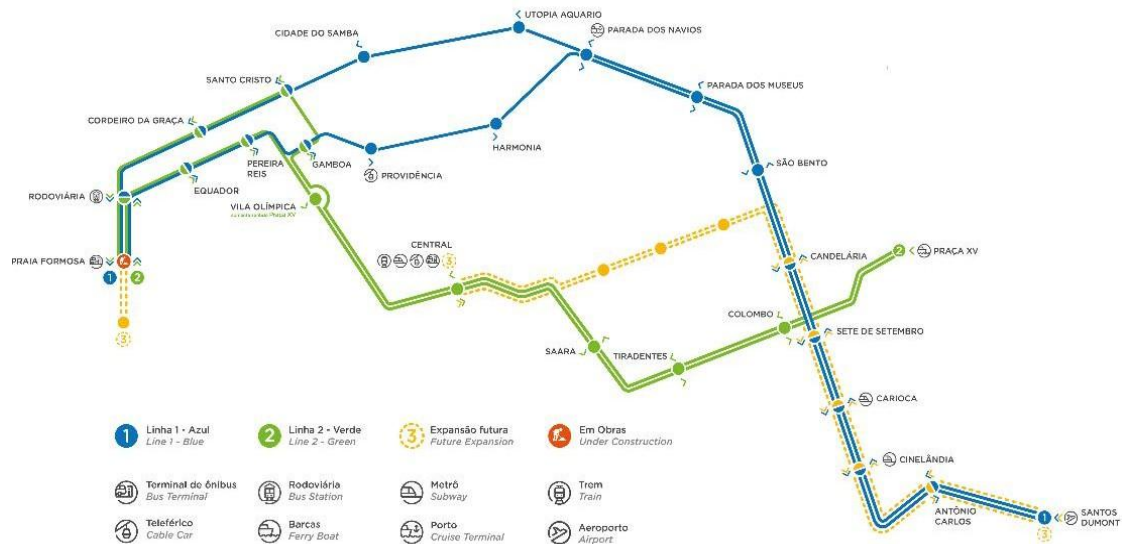 UTOPIA AQUARIO
CIDADE DO SAMBA
PARADA DOS NAVIOS
SANTO CRISTO
PARADA DOS MUSEUS
CORDEIRO DA GRAÇA
HARMONIA
PEREIRA
REIS
GAMBOA
PROVIDÊNCIA
SÃO BENTO
EQUADOR
RODOVIÁRIA
VILA OLÍMPICA
CENTRAL
3
2
PRAÇA XV
PRAIA FORMOSA
CANDELÁRIA
1
2
COLOMBO
SETE DE SETEMBRO
3
SAARA
TIRADENTES
CARIOCA
CINELÂNDIA
ANTÔNIO
CARLOS
1
SANTOS
DUMONT
3
1 Linha 1 - Azul
Line 1 - Blue
2 Linha 2 - Verde
Line 2 - Green
3 Expansão futura
Future Expansion
Em Obras
Under Construction
Terminal de ônibus
Bus Terminal
Rodoviária
Bus Station
Metrô
Subway
Trem
Train
Teleférico
Cable Car
Barcas
Ferry Boat
Porto
Cruise Terminal
Aeroporto
Airport